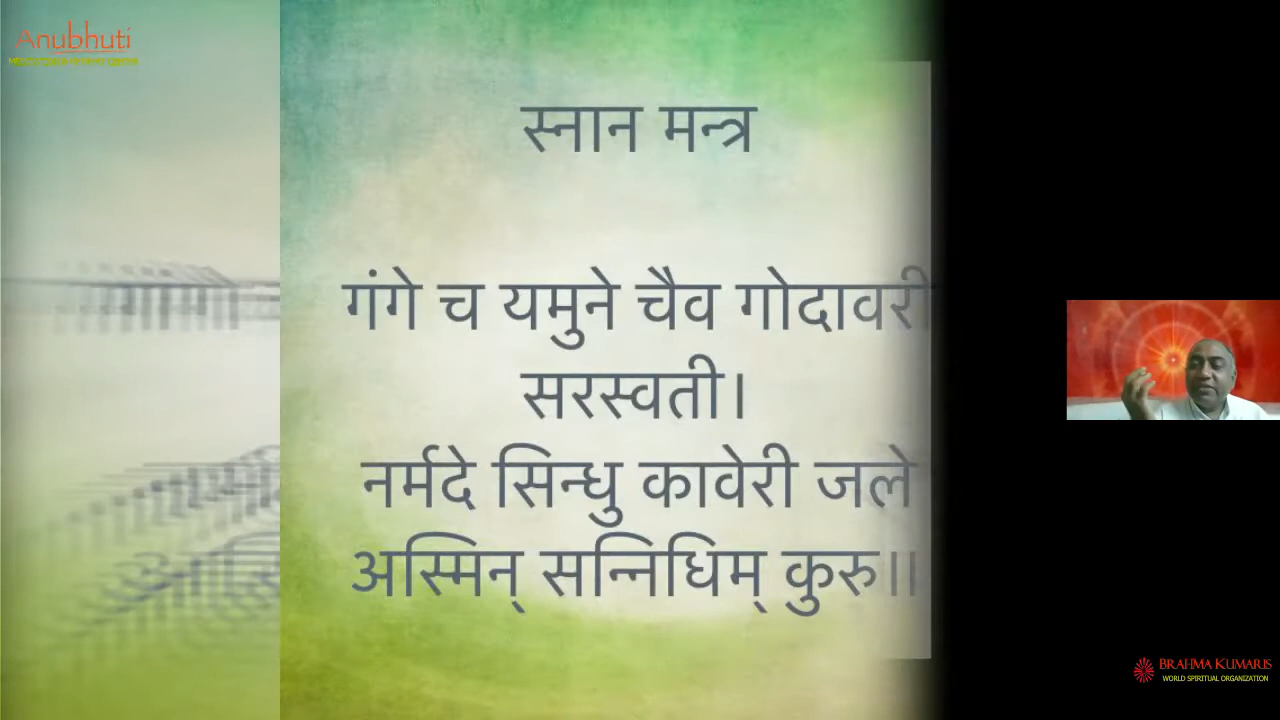 Anubhuti
स्नान मन्त्र
गंगे च यमुने चैव गोदावरी
सरस्वती।
नर्मदे सिन्धु कावेरी जले
अस्मिन् सन्निधिम् कुरु॥
BRAHMA KUMARIS
WORLD SPIRITUAL ORGANIZATION